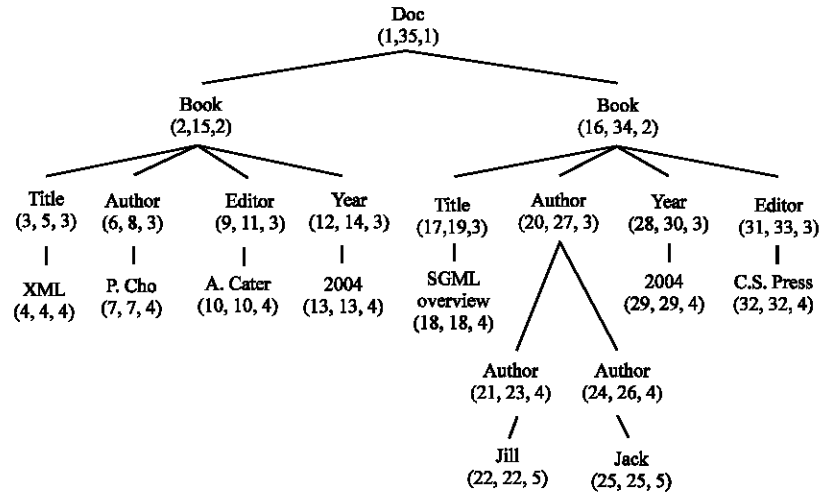 Doc
(1,35,1)
Book
(2,15,2)
Book
(16, 34, 2)
Title
(3, 5, 3)
Author
(6, 8, 3)
Editor
(9, 11, 3)
Year
(12, 14, 3)
Title
(17,19,3)
Author
(20, 27, 3)
Year
(28, 30, 3)
Editor
(31, 33, 3)
XML
(4, 4, 4)
P. Cho
(7, 7, 4)
A. Cater
(10, 10, 4)
2004
(13, 13, 4)
SGML
overview
(18, 18, 4)
2004
(29, 29, 4)
C.S. Press
(32, 32, 4)
Author
(21, 23, 4)
Author
(24, 26, 4)
Jill
(22, 22, 5)
Jack
(25, 25, 5)